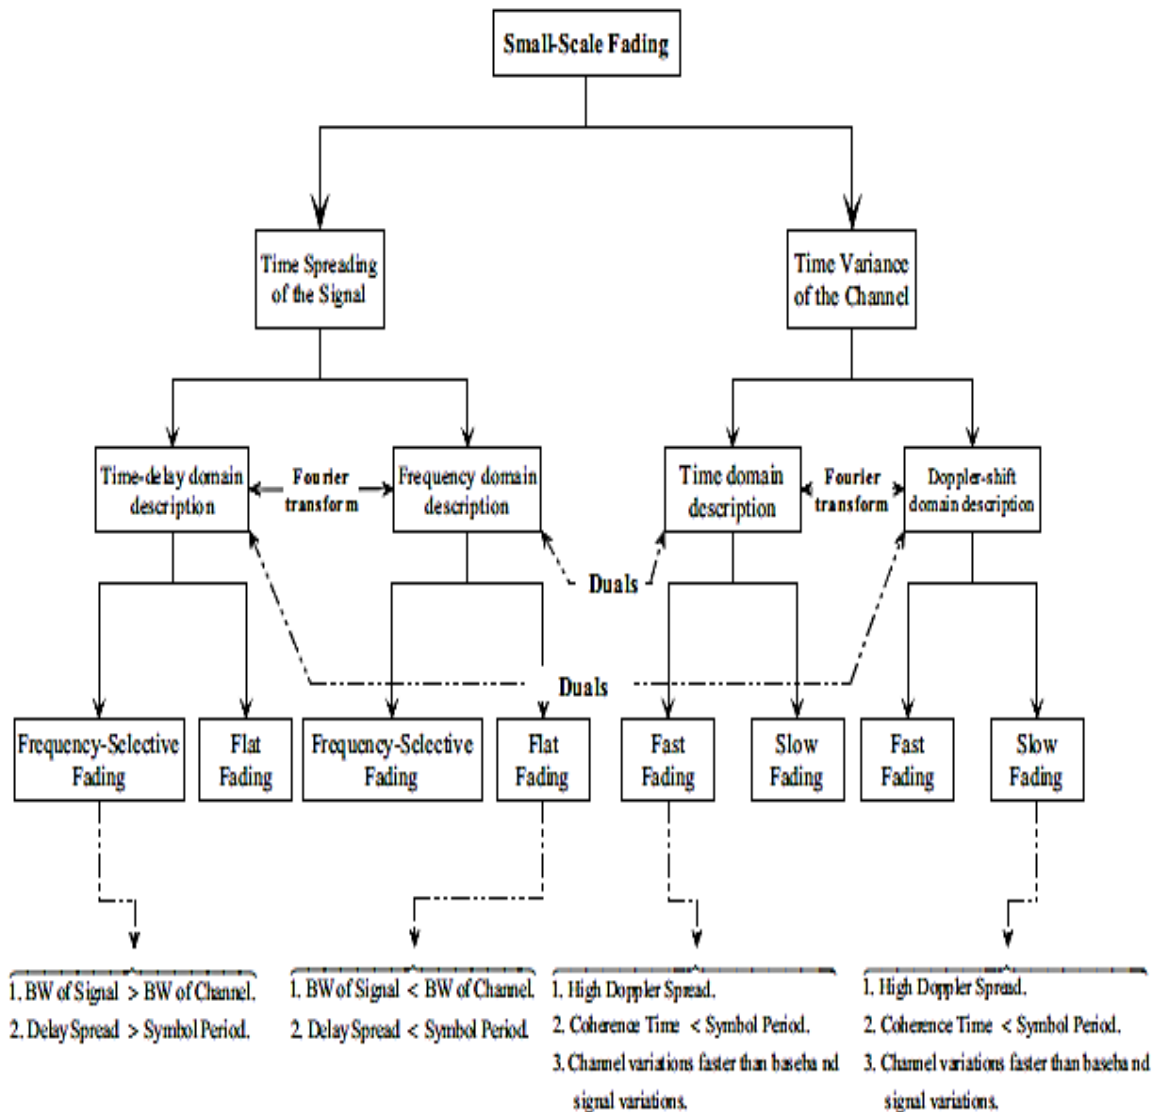 Small-Scale Fading
Time Spreading
of the Signal
Time Variance
of the Channel
Time-delay domain
description
Fourier
transform
Frequency domain
description
Time domain
description
Fourier
transform
Doppler-shift
domain description
Duals
Duals
Frequency-Selective
Fading
Flat
Fading
Frequency-Selective
Fading
Flat
Fading
Fast
Fading
Slow
Fading
Fast
Fading
Slow
Fading
1. BW of Signal > BW of Channel.
2. Delay Spread > Symbol Period.
1. BW of Signal < BW of Channel.
2. Delay Spread < Symbol Period.
1. High Doppler Spread.
2. Coherence Time < Symbol Period.
3. Channel variations faster than baseba nd
signal variations.
1. High Doppler Spread.
2. Coherence Time < Symbol Period.
3. Channel variations faster than baseba nd
signal variations.